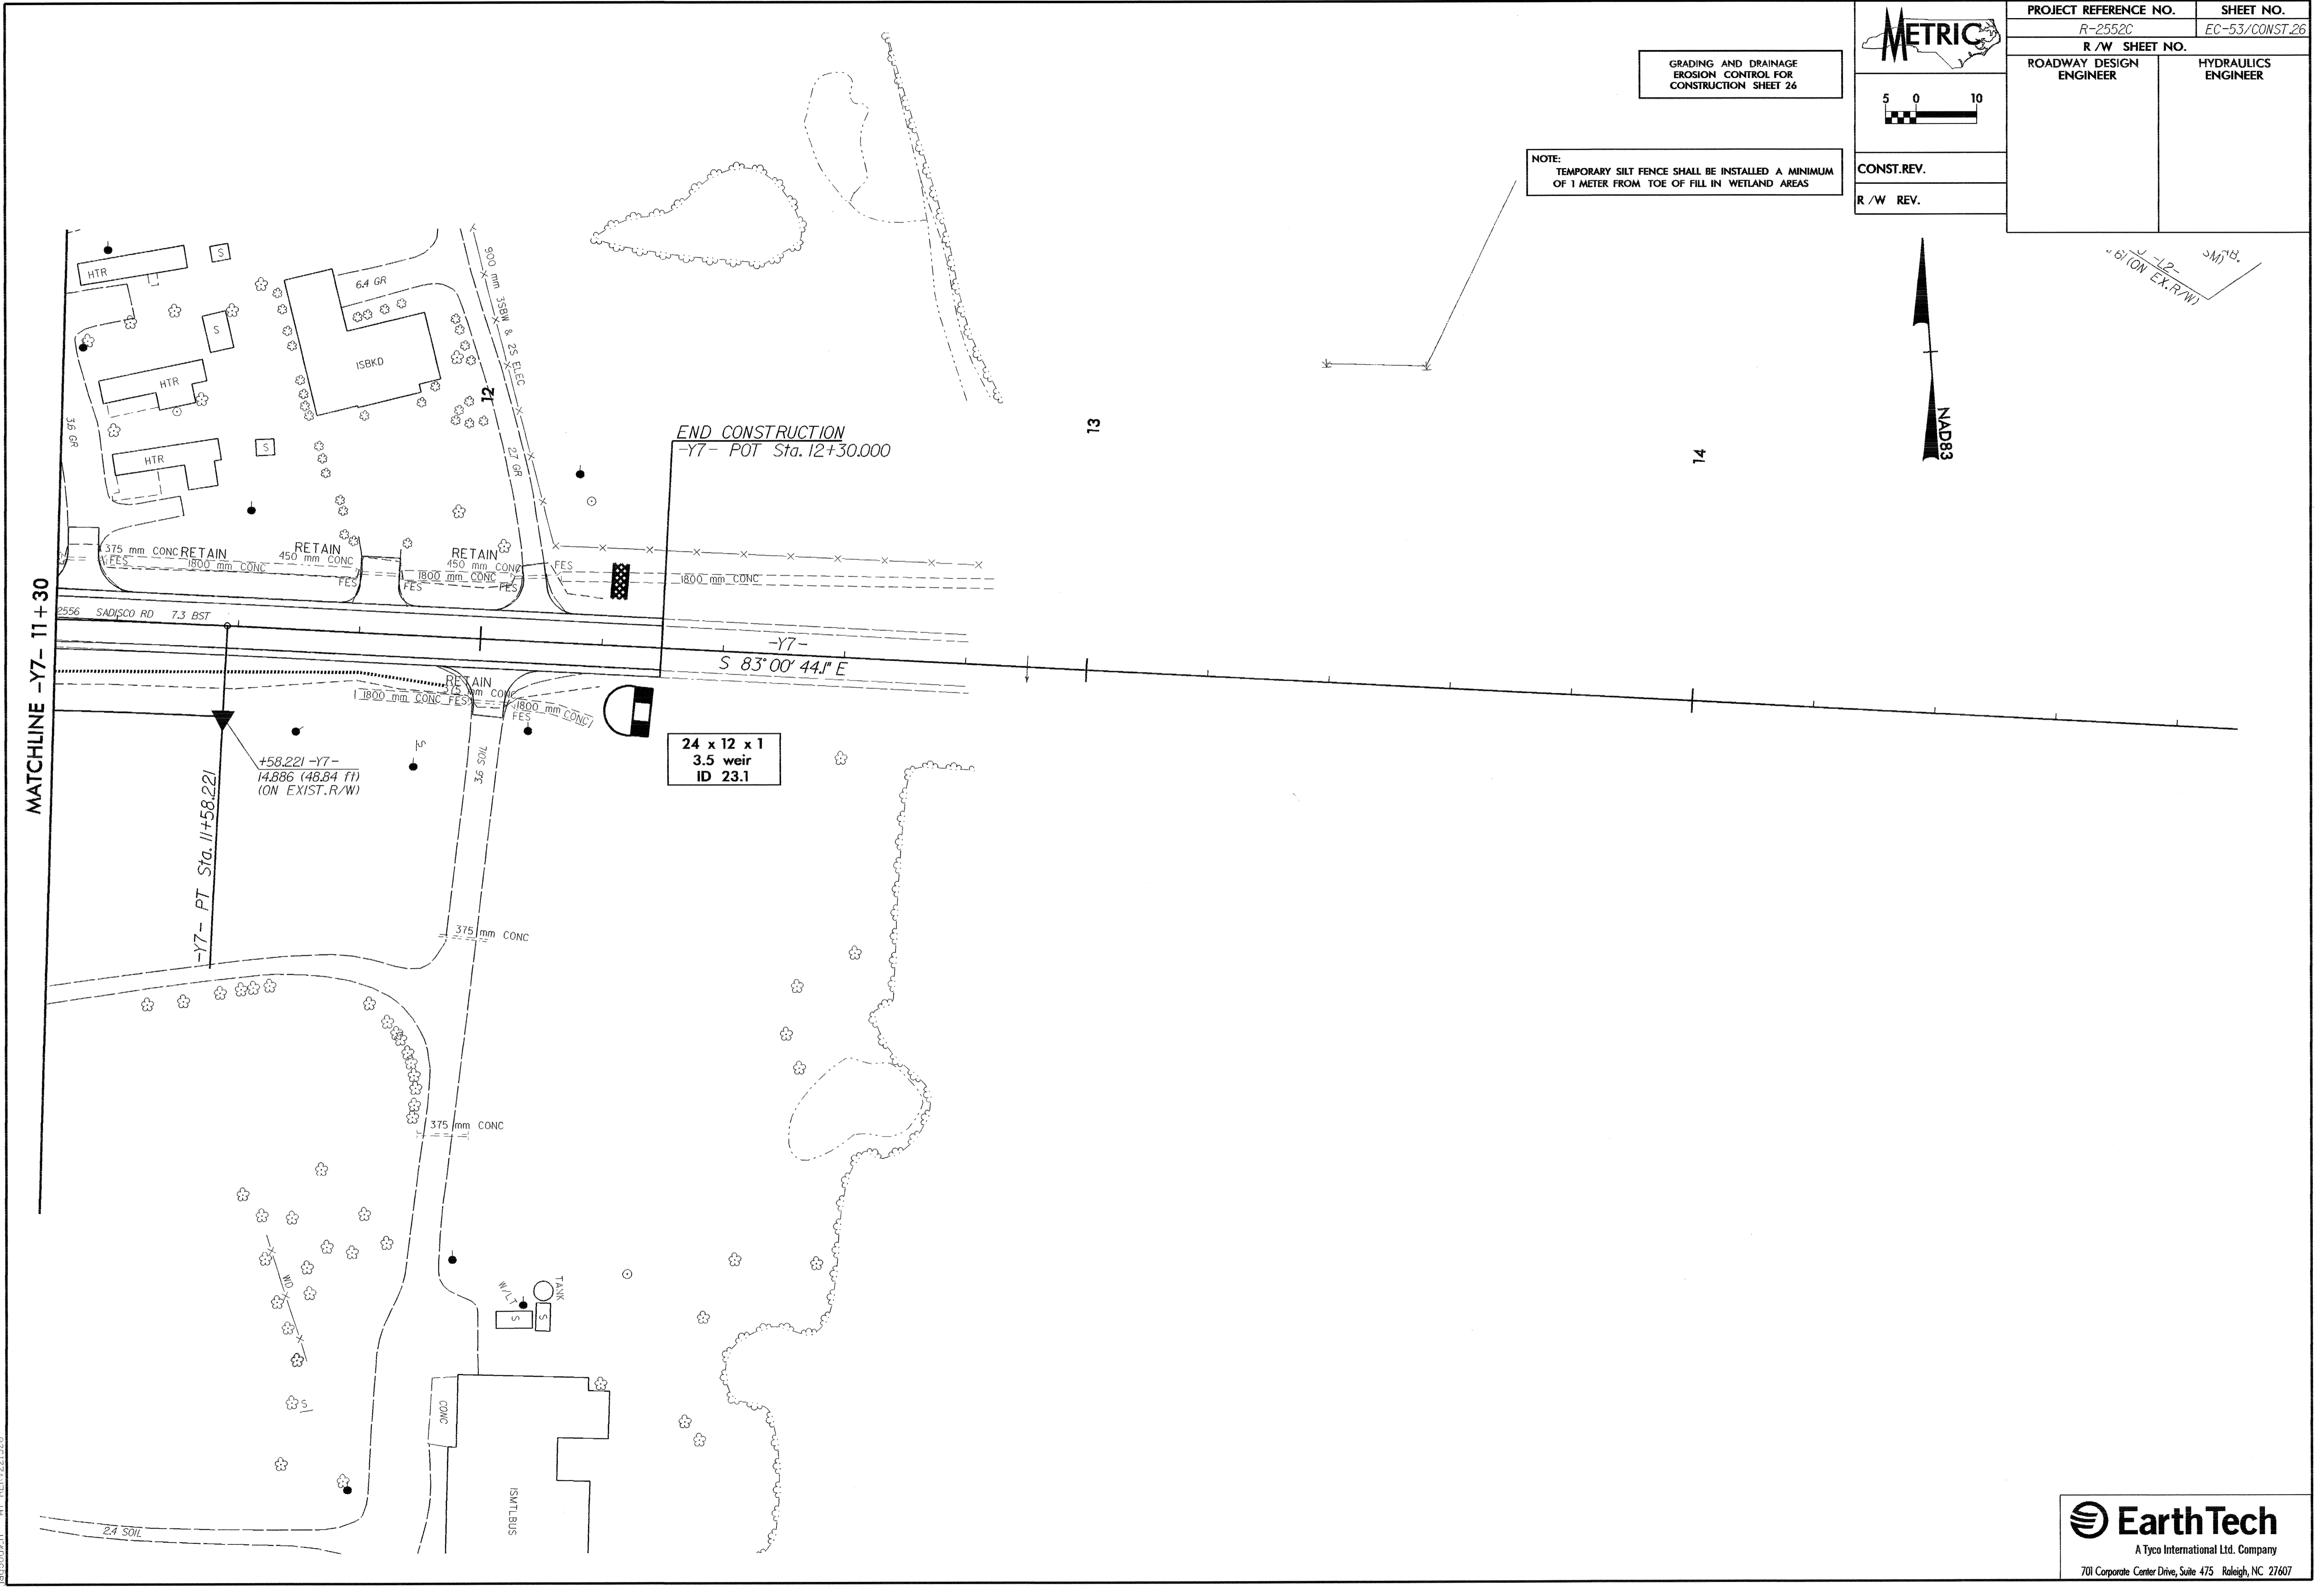 METRIC
PROJECT REFERENCE NO.
SHEET NO.
R-2552C
EC-53/CONST.26
R /W SHEET NO.
ROADWAY DESIGN
ENGINEER
HYDRAULICS
ENGINEER
5 0 10
CONST.REV.
R /W REV.
GRADING AND DRAINAGE
EROSION CONTROL FOR
CONSTRUCTION SHEET 26
NOTE:
TEMPORARY SILT FENCE SHALL BE INSTALLED A MINIMUM
OF 1 METER FROM TOE OF FILL IN WETLAND AREAS
-L2-
61(ON EX.R/W)
SM)
NAD83
HTR
S
6.4 GR
900 mm 3SBW & 2S ELEC
S
ISBKD
HTR
12
3.6 GR
HTR
S
2.7 GR
END CONSTRUCTION
-Y7- POT Sta. 12+30.000
13
14
375 mm CONC
RETAIN
RETAIN
450 mm CONC
RETAIN
450 mm CONC
FES
1800 mm CONC
FES
FES
1800 mm CONC
FES
FES
1800 mm CONC
MATCHLINE -Y7- 11+30
2556 SADISCO RD 7.3 BST
-Y7-
S 83° 00' 44.1" E
RETAIN
375 mm CONC
1800 mm CONC FES
1800 mm CONC
FES
24 x 12 x 1
3.5 weir
ID 23.1
S
3.6 SOIL
+58.221 -Y7-
14.886 (48.84 ft)
(ON EXIST.R/W)
-Y7- PT Sta. 11+58.221
375 mm CONC
375 mm CONC
WD
W/LT
TANK
S
S
S
CONC
ISMTLBUS
2.4 SOIL
EarthTech
A Tyco International Ltd. Company
701 Corporate Center Drive, Suite 475 Raleigh, NC 27607